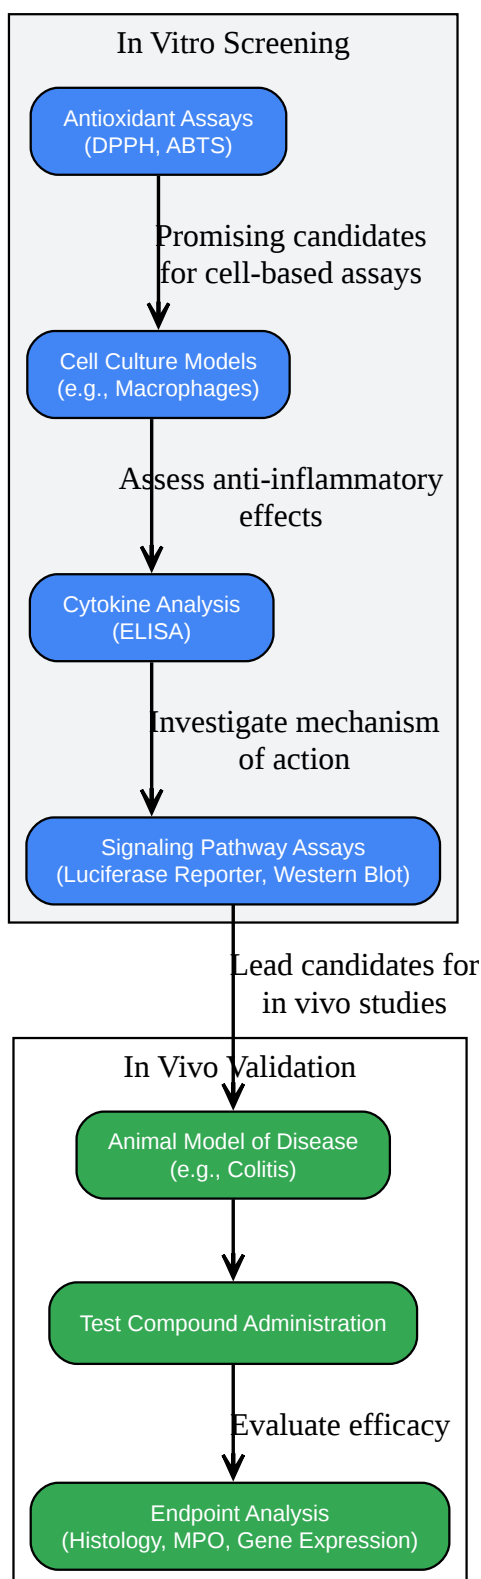 In Vitro Screening
Antioxidant Assays
(DPPH, ABTS)
Promising candidates
for cell-based assays
Cell Culture Models
(e.g., Macrophages)
Assess anti-inflammatory
effects
Cytokine Analysis
(ELISA)
Investigate mechanism
of action
Signaling Pathway Assays
(Luciferase Reporter, Western Blot)
Lead candidates for
in vivo studies
In Vivo Validation
Animal Model of Disease
(e.g., Colitis)
Test Compound Administration
Evaluate efficacy
Endpoint Analysis
(Histology, MPO, Gene Expression)